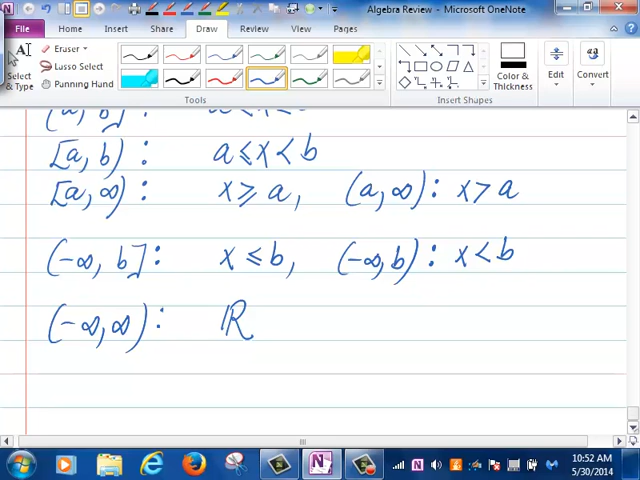 Algebra Review - Microsoft OneNote
File Home Insert Share Draw Review View Pages
Select & Type
Eraser
Lasso Select
Panning Hand
Color & Thickness
Edit
Convert
Tools Insert Shapes
[a, b) : a ≤ x < b
[a, ∞) : x ≥ a, (a, ∞) : x > a
(-∞, b] : x ≤ b, (-∞, b) : x < b
(-∞, ∞) : ℝ
10:52 AM
5/30/2014